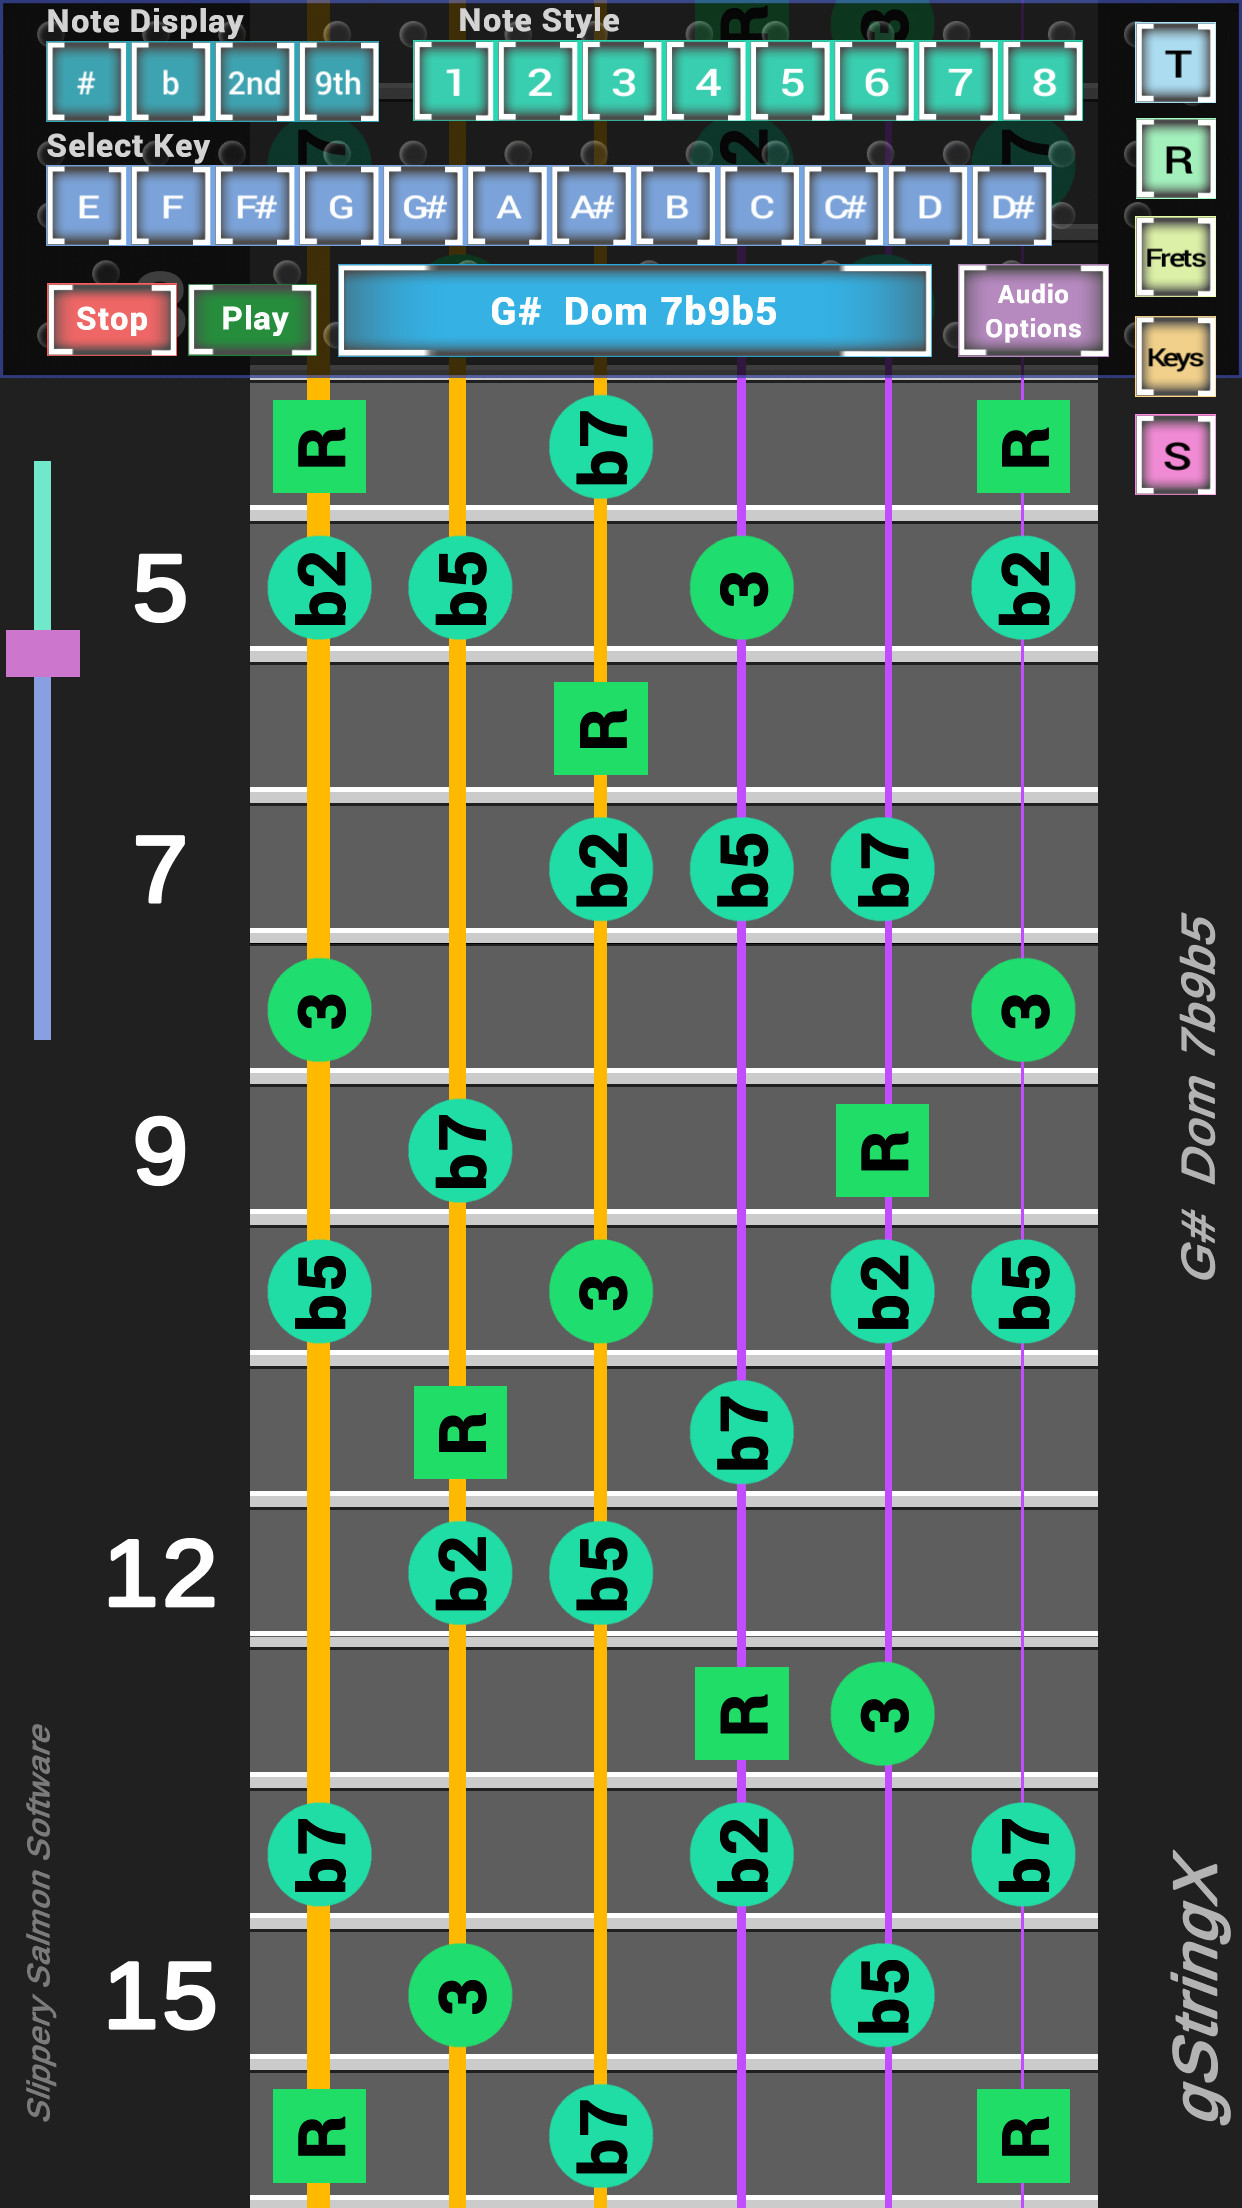 Note Display Note Style
# b 2nd 9th 1 2 3 4 5 6 7 8 T
Select Key R
E F F# G G# A A# B C C# D D# Frets
Stop Play G# Dom 7b9b5 Audio Options Keys
S
R b7 R
5 b2 b5 3 b2
R
7 b2 b5 b7
3 3
9 b7 R
b5 3 b2 b5
R b7
12 b2 b5
R 3
b7 b2 b7
15 3 b5
R b7 R
G# Dom 7b9b5
Slippery Salmon Software
gStringX